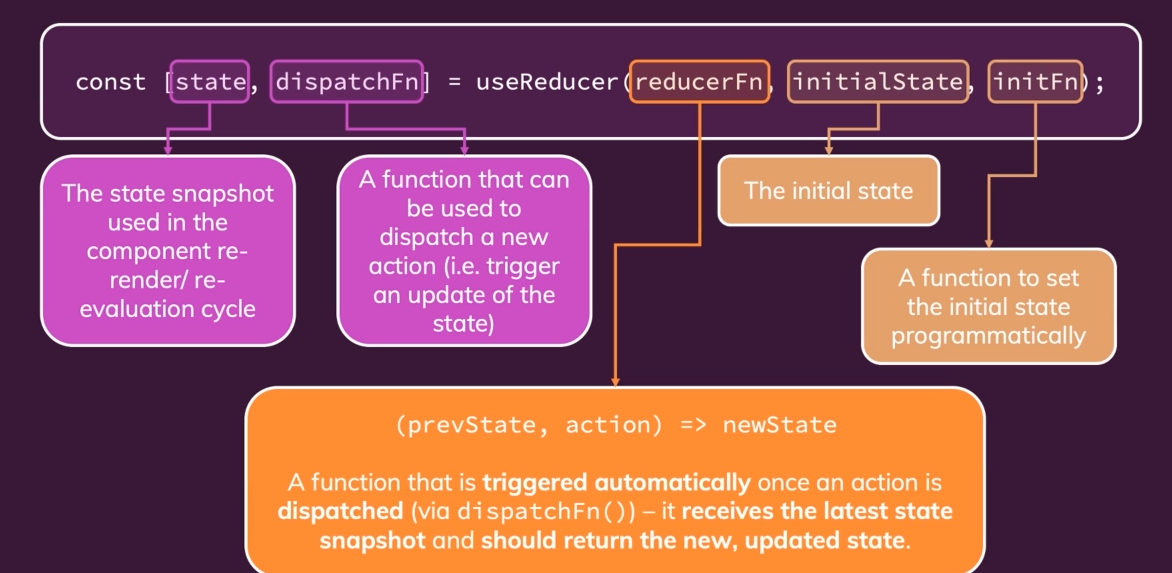 const [state, dispatchFn] = useReducer(reducerFn, initialState, initFn);
The state snapshot
used in the
component re-
render/ re-
evaluation cycle
A function that can
be used to
dispatch a new
action (i.e. trigger
an update of the
state)
The initial state
A function to set
the initial state
programmatically
(prevState, action) => newState
A function that is triggered automatically once an action is
dispatched (via dispatchFn()) – it receives the latest state
snapshot and should return the new, updated state.